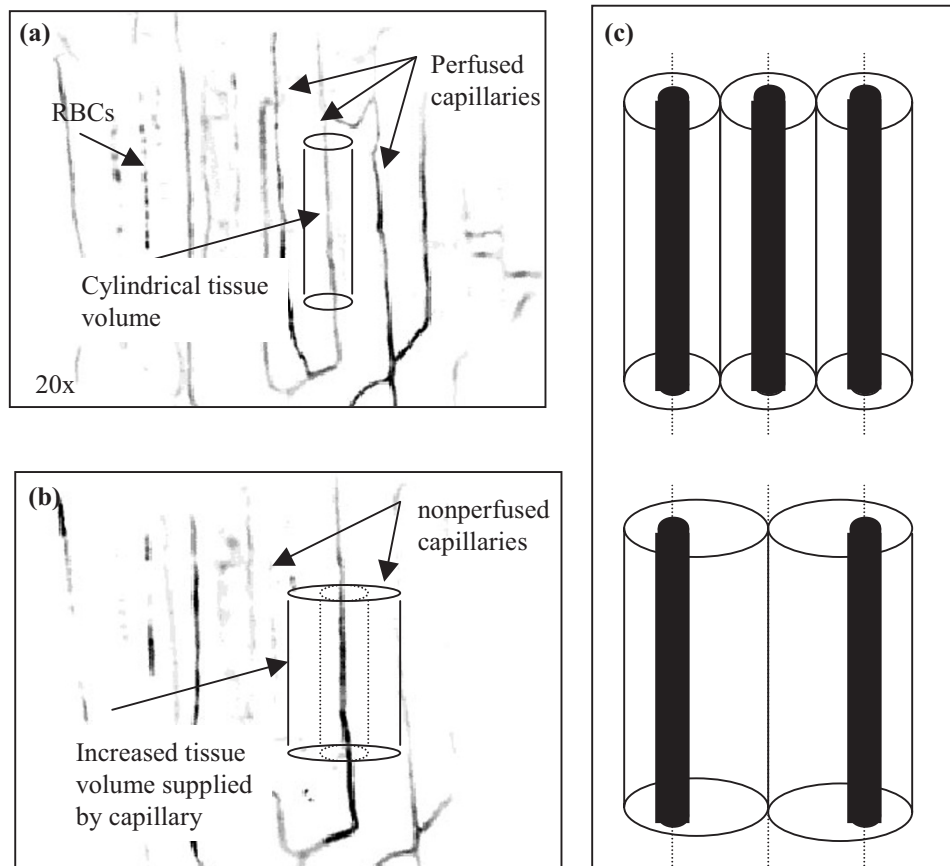 (a)
Perfused
capillaries
RBCs
Cylindrical tissue
volume
20x
(b)
nonperfused
capillaries
Increased tissue
volume supplied
by capillary
(c)